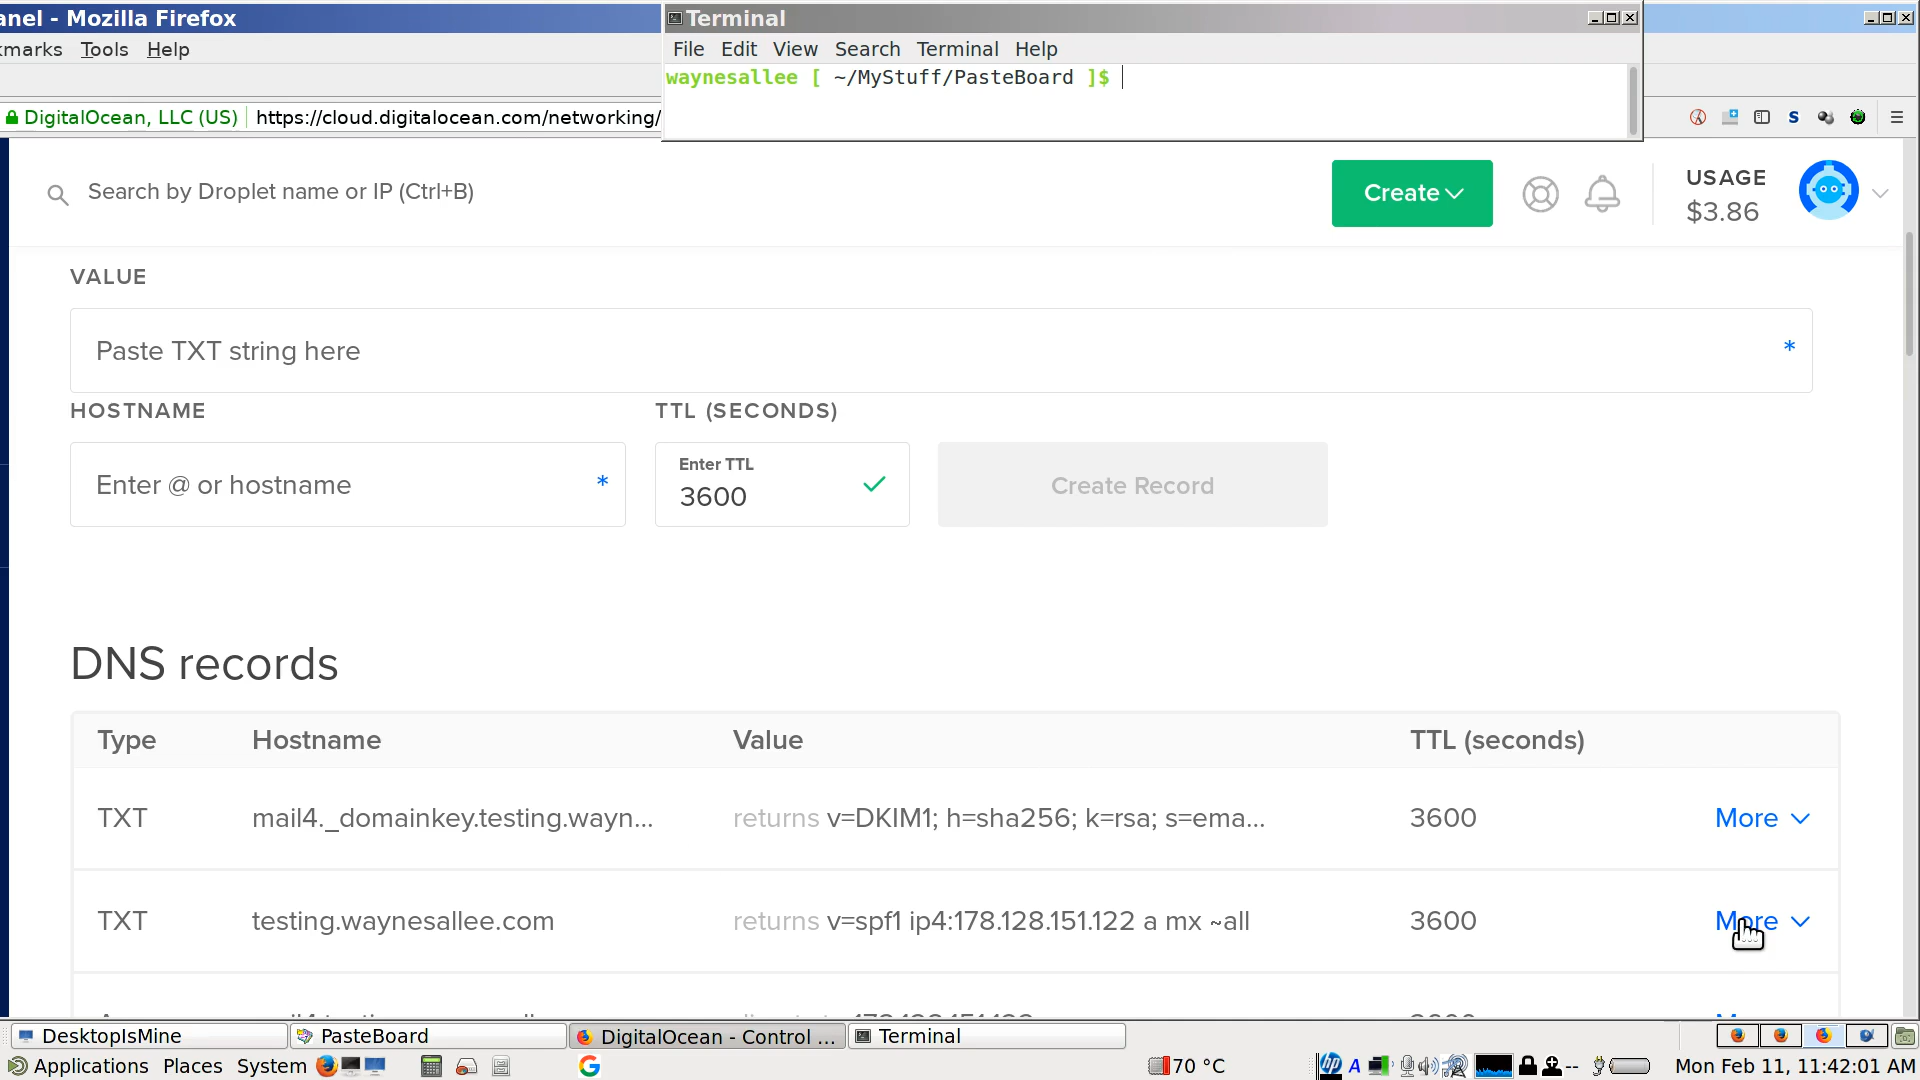 anel - Mozilla Firefox
Terminal
kmarks Tools Help
File Edit View Search Terminal Help
waynesallee [ ~/MyStuff/PasteBoard ]$
DigitalOcean, LLC (US) https://cloud.digitalocean.com/networking/
S
Search by Droplet name or IP (Ctrl+B)
Create
USAGE
$3.86
VALUE
Paste TXT string here *
HOSTNAME TTL (SECONDS)
Enter @ or hostname *
Enter TTL
3600
Create Record
DNS records
Type Hostname Value TTL (seconds)
TXT mail4._domainkey.testing.wayn... returns v=DKIM1; h=sha256; k=rsa; s=ema... 3600 More
TXT testing.waynesallee.com returns v=spf1 ip4:178.128.151.122 a mx ~all 3600 More
DesktopIsMine PasteBoard DigitalOcean - Control ... Terminal
Applications Places System G 70 °C hp A -- Mon Feb 11, 11:42:01 AM